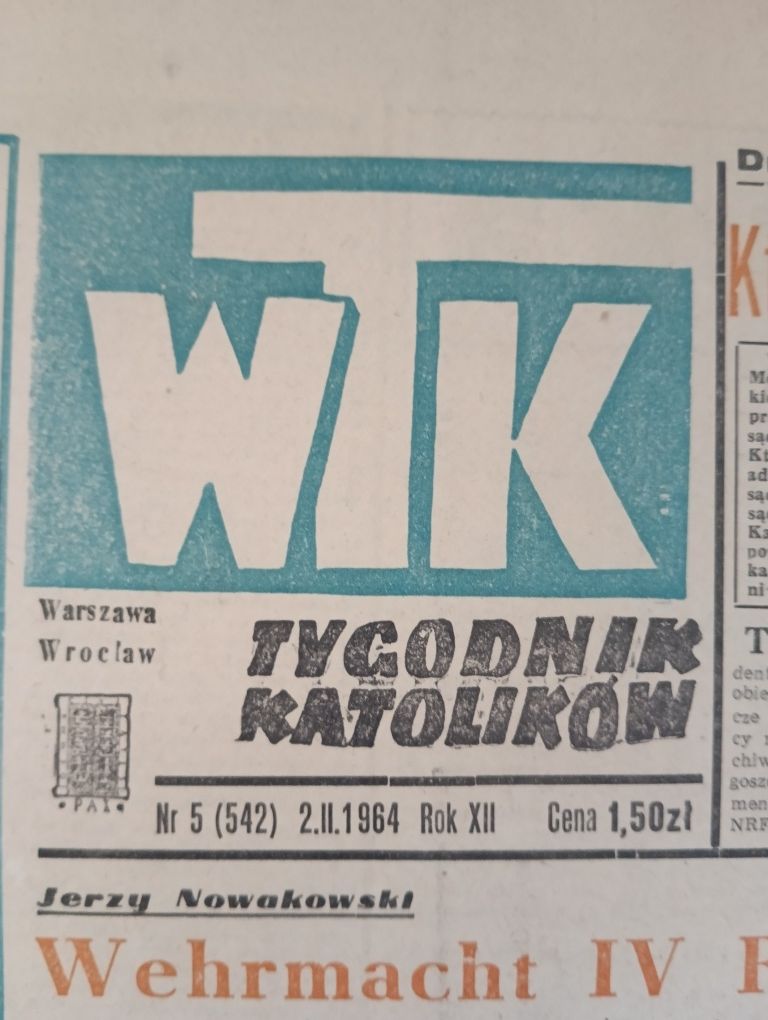 WTK
Warszawa
Wrocław
TYGODNIK
KATOLIKÓW
PAX
Nr 5 (542) 2.II.1964 Rok XII Cena 1,50zł
Jerzy Nowakowski
Wehrmacht IV
NRF